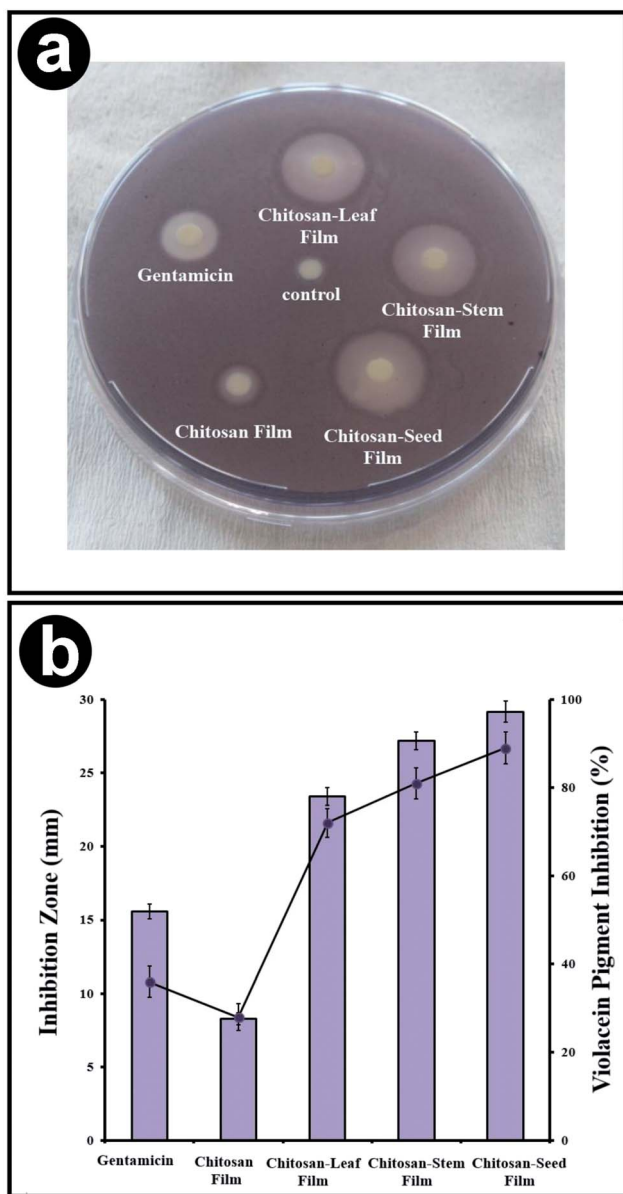 a
Chitosan-Leaf
Film
Gentamicin
control
Chitosan-Stem
Film
Chitosan Film
Chitosan-Seed
Film
b
30
25
20
15
10
5
0
Inhibition Zone (mm)
100
80
60
40
20
0
Violacein Pigment Inhibition (%)
Gentamicin
Chitosan
Film
Chitosan-Leaf
Film
Chitosan-Stem
Film
Chitosan-Seed
Film